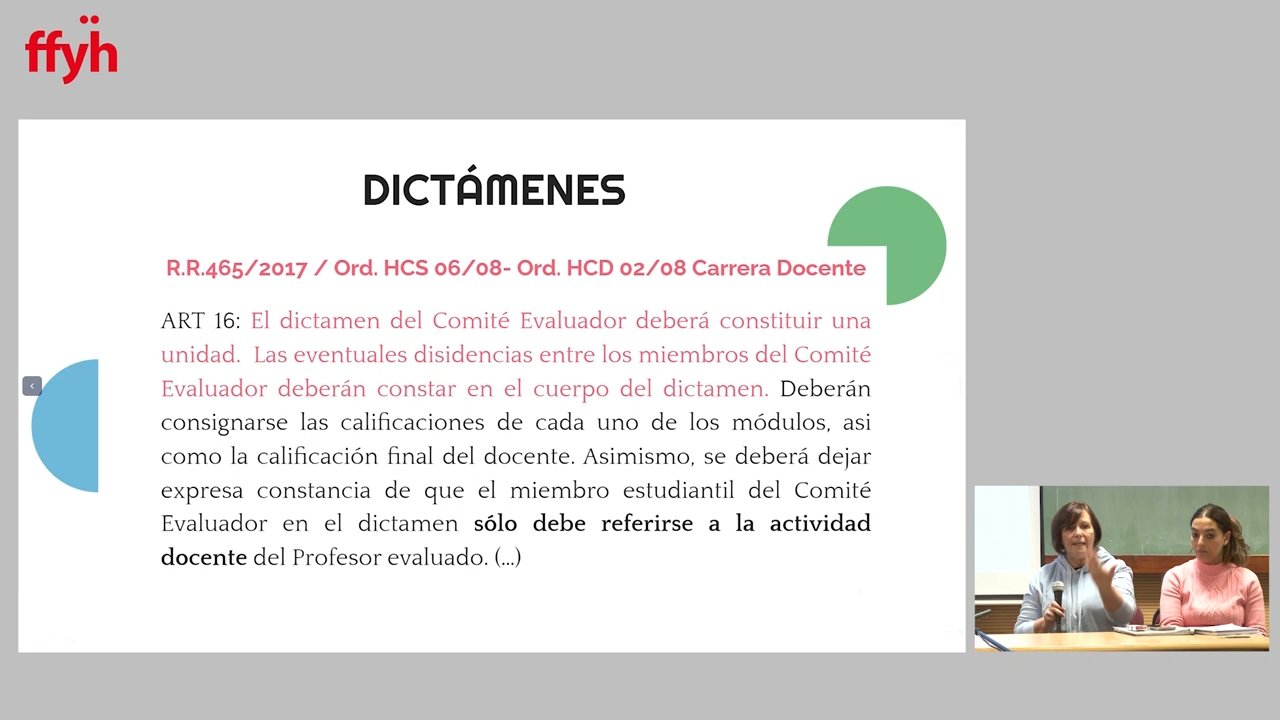 ffyh
DICTÁMENES
R.R.465/2017 / Ord. HCS 06/08- Ord. HCD 02/08 Carrera Docente
ART 16: El dictamen del Comité Evaluador deberá constituir una
unidad. Las eventuales disidencias entre los miembros del Comité
Evaluador deberán constar en el cuerpo del dictamen. Deberán
consignarse las calificaciones de cada uno de los módulos, asi
como la calificación final del docente. Asimismo, se deberá dejar
expresa constancia de que el miembro estudiantil del Comité
Evaluador en el dictamen sólo debe referirse a la actividad
docente del Profesor evaluado. (...)